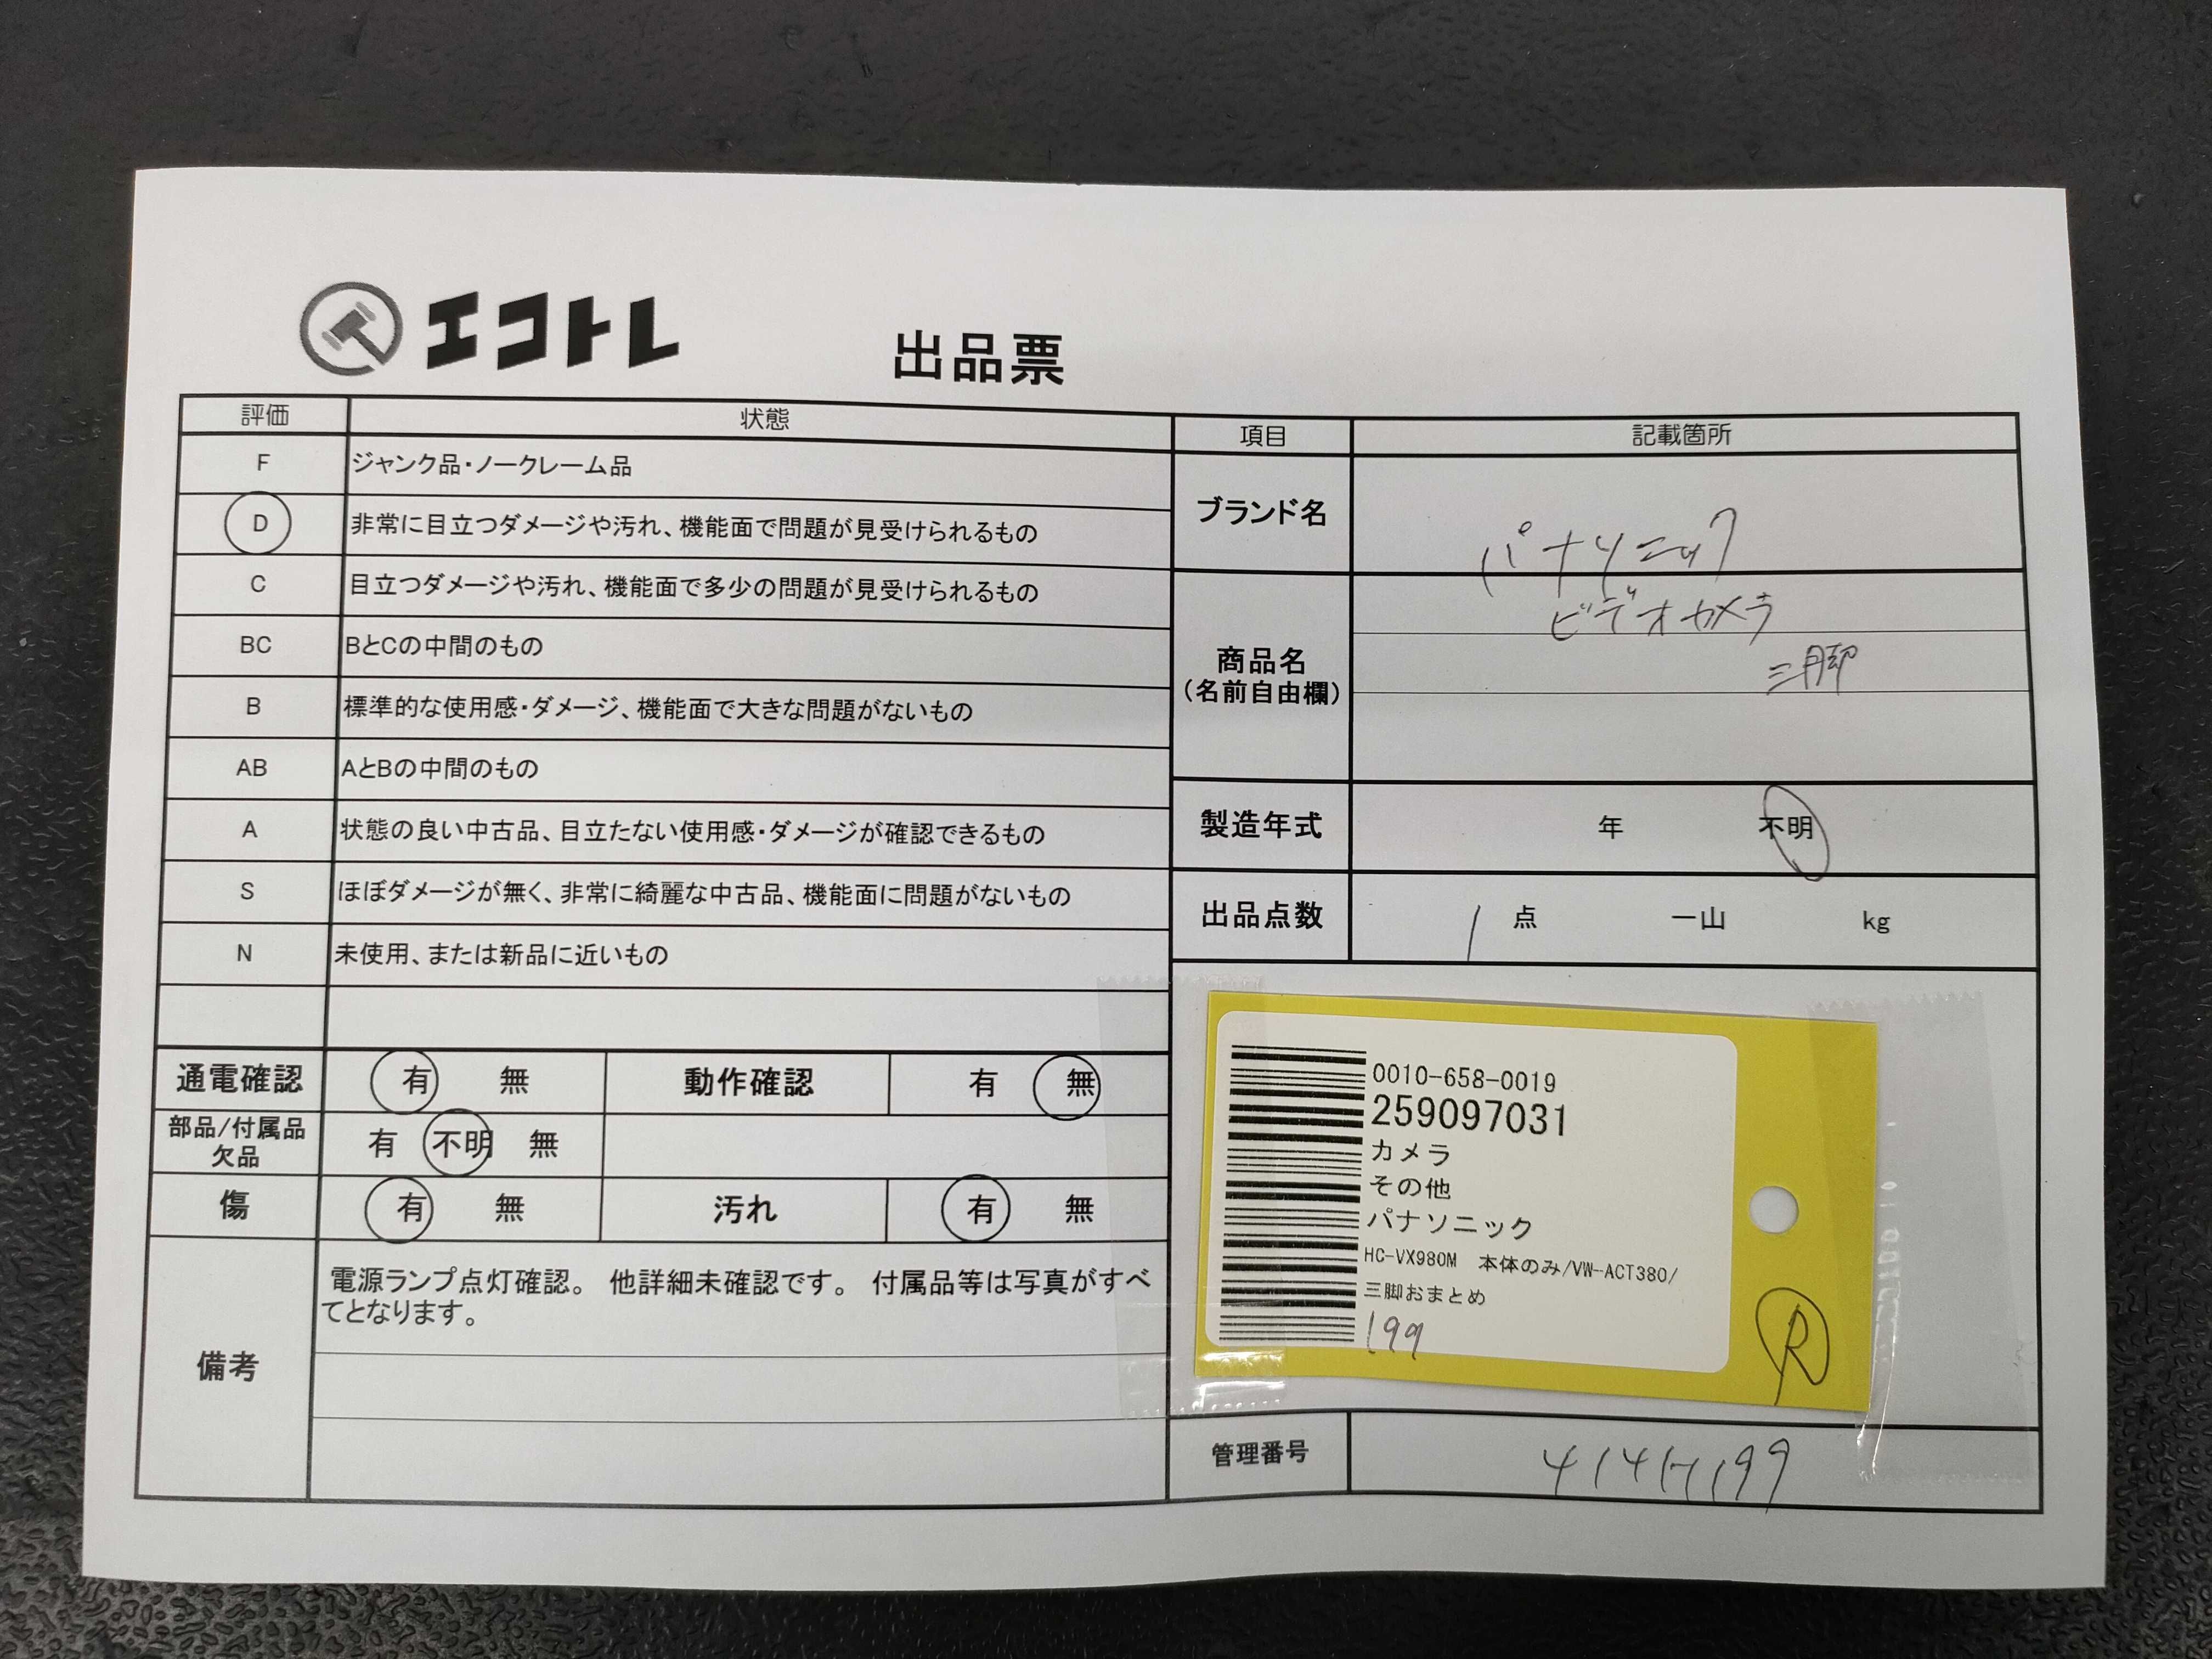 エコトレ
出品票
評価 状態
F ジャンク品・ノークレーム品
D 非常に目立つダメージや汚れ、機能面で問題が見受けられるもの
C 目立つダメージや汚れ、機能面で多少の問題が見受けられるもの
BC BとCの中間のもの
B 標準的な使用感・ダメージ、機能面で大きな問題がないもの
AB AとBの中間のもの
A 状態の良い中古品、目立たない使用感・ダメージが確認できるもの
S ほぼダメージが無く、非常に綺麗な中古品、機能面に問題がないもの
N 未使用、または新品に近いもの
通電確認 有 無 動作確認 有 無
部品/付属品 欠品 有 不明 無
傷 有 無 汚れ 有 無
備考
電源ランプ点灯確認。 他詳細未確認です。 付属品等は写真がすべ
てとなります。
項目 記載箇所
ブランド名 パナソニック
商品名
(名前自由欄)
ビデオカメラ
三脚
製造年式 年 不明
出品点数 1 点 一山 kg
0010-658-0019
259097031
カメラ
その他
パナソニック
HC-VX980M 本体のみ/VW-ACT380/
三脚おまとめ
199
R
管理番号